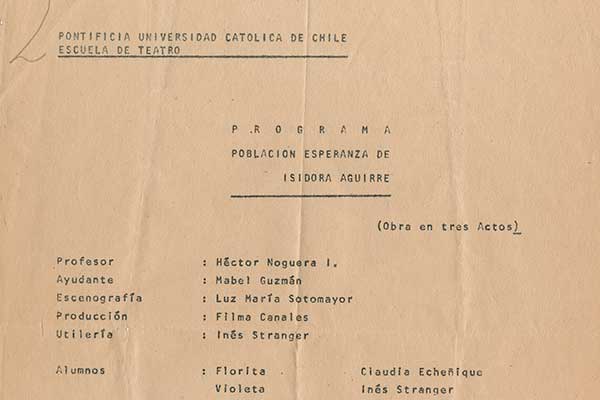 2
PONTIFICIA UNIVERSIDAD CATOLICA DE CHILE
ESCUELA DE TEATRO
P R O G R A M A
POBLACION ESPERANZA DE
ISIDORA AGUIRRE
(Obra en tres Actos)
Profesor : Héctor Noguera I.
Ayudante : Mabel Guzmán
Escenografía : Luz María Sotomayor
Producción : Filma Canales
Utilería : Inés Stranger
Alumnos : Florita Claudia Echeñique
Violeta Inés Stranger